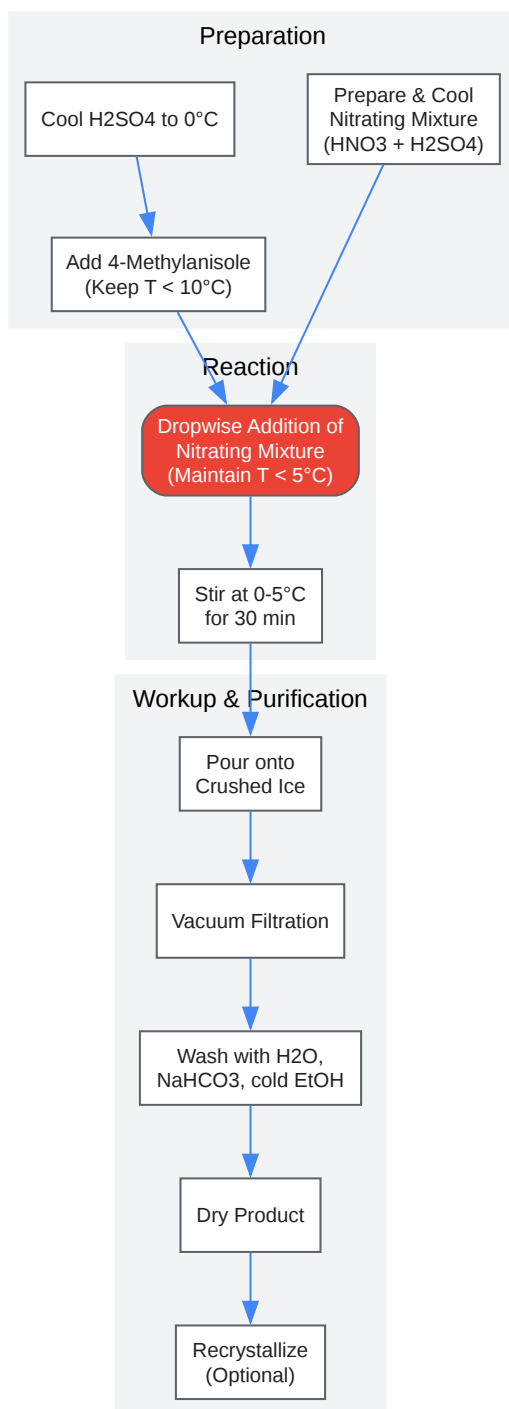 Preparation
Cool H2SO4 to 0°C
Prepare & Cool
Nitrating Mixture
(HNO3 + H2SO4)
Add 4-Methylanisole
(Keep T < 10°C)
Reaction
Dropwise Addition of
Nitrating Mixture
(Maintain T < 5°C)
Stir at 0-5°C
for 30 min
Workup & Purification
Pour onto
Crushed Ice
Vacuum Filtration
Wash with H2O,
NaHCO3, cold EtOH
Dry Product
Recrystallize
(Optional)